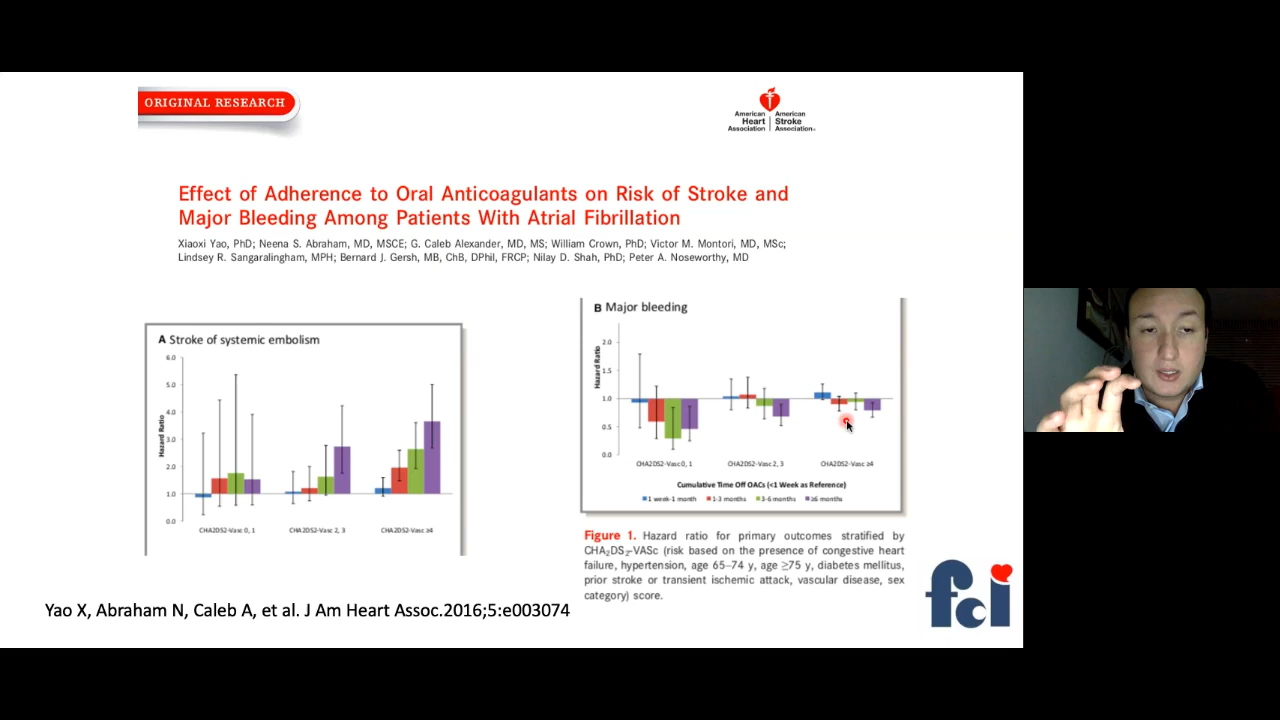 ORIGINAL RESEARCH
American Heart Association
American Stroke Association
Effect of Adherence to Oral Anticoagulants on Risk of Stroke and
Major Bleeding Among Patients With Atrial Fibrillation
Xiaoxi Yao, PhD; Neena S. Abraham, MD, MSCE; G. Caleb Alexander, MD, MS; William Crown, PhD; Victor M. Montori, MD, MSc;
Lindsey R. Sangaralingham, MPH; Bernard J. Gersh, MB, ChB, DPhil, FRCP; Nilay D. Shah, PhD; Peter A. Noseworthy, MD
A Stroke of systemic embolism
Hazard Ratio
6.0
5.0
4.0
3.0
2.0
1.0
0.0
CHA2DS2-Vasc 0, 1
CHA2DS2-Vasc 2, 3
CHA2DS2-Vasc ≥4
B Major bleeding
Hazard Ratio
2.0
1.5
1.0
0.5
0.0
CHA2DS2-Vasc 0, 1
CHA2DS2-Vasc 2, 3
CHA2DS2-Vasc ≥4
Cumulative Time Off OACs (<1 Week as Reference)
1 week-1 month
1-3 months
3-6 months
≥6 months
Figure 1. Hazard ratio for primary outcomes stratified by
CHA₂DS₂-VASc (risk based on the presence of congestive heart
failure, hypertension, age 65–74 y, age ≥75 y, diabetes mellitus,
prior stroke or transient ischemic attack, vascular disease, sex
category) score.
Yao X, Abraham N, Caleb A, et al. J Am Heart Assoc.2016;5:e003074
fci